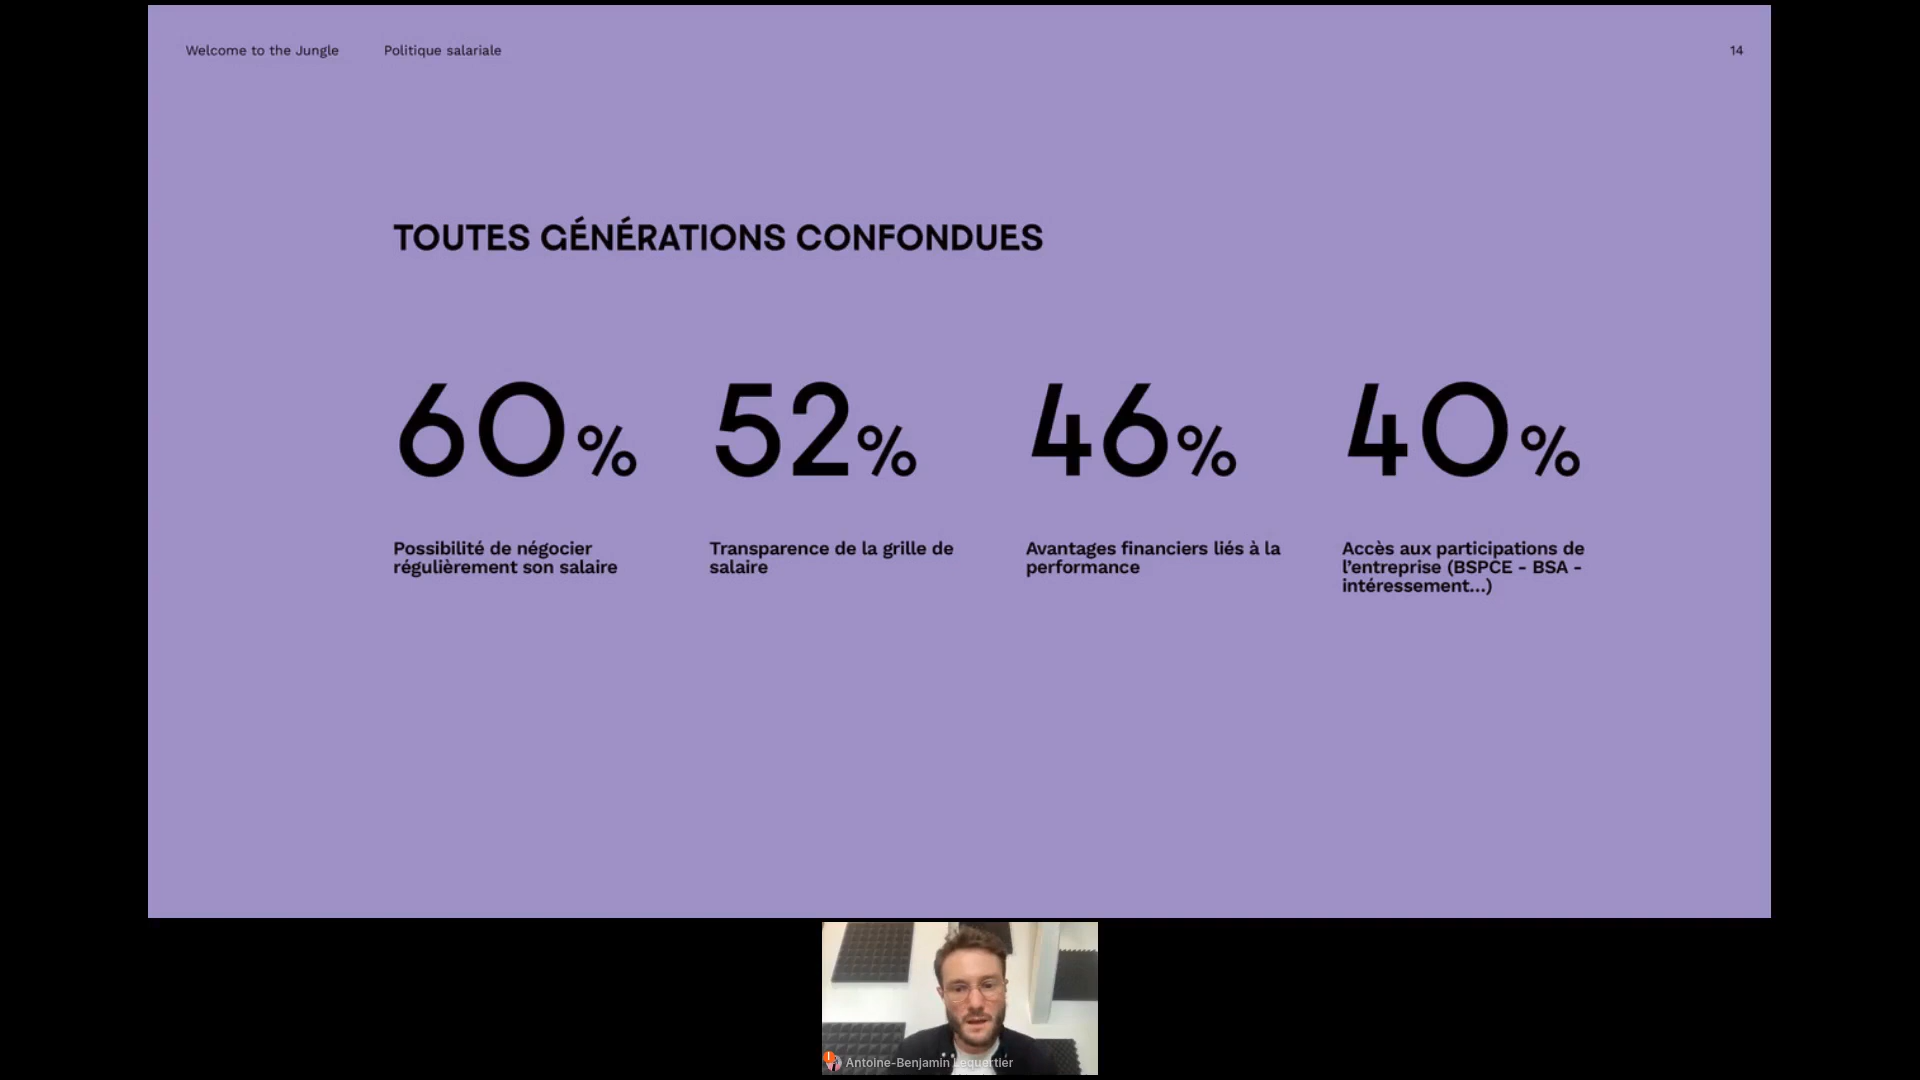 Welcome to the Jungle
Politique salariale
14
TOUTES GÉNÉRATIONS CONFONDUES
60%
52%
46%
40%
Possibilité de négocier
régulièrement son salaire
Transparence de la grille de
salaire
Avantages financiers liés à la
performance
Accès aux participations de
l’entreprise (BSPCE - BSA -
intéressement...)
Antoine-Benjamin Lequertier